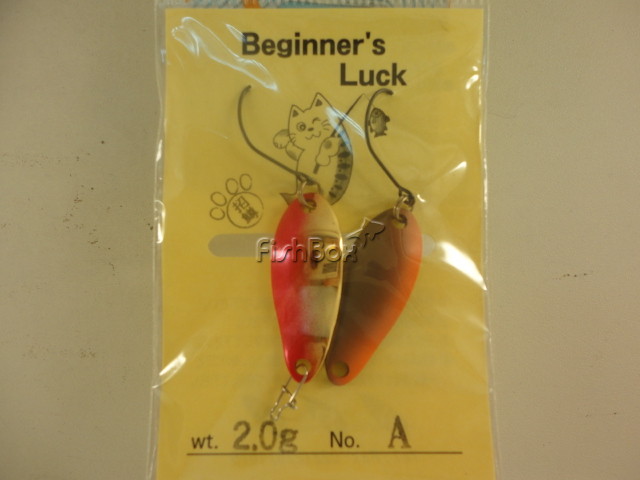 Beginner's
Luck
FishBox
wt. 2.0g No. A